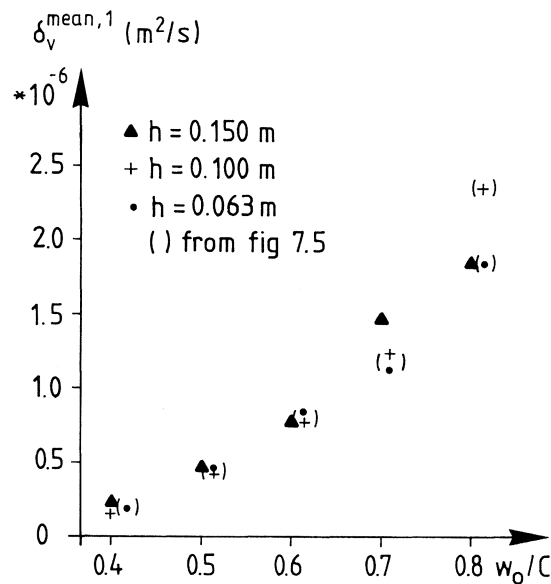 δ_v^{mean,1} (m²/s)
*10⁻⁶
▲ h = 0.150 m
+ h = 0.100 m
• h = 0.063 m
( ) from fig 7.5
2.5
2.0
1.5
1.0
0.5
0
0.4 0.5 0.6 0.7 0.8 w₀/C